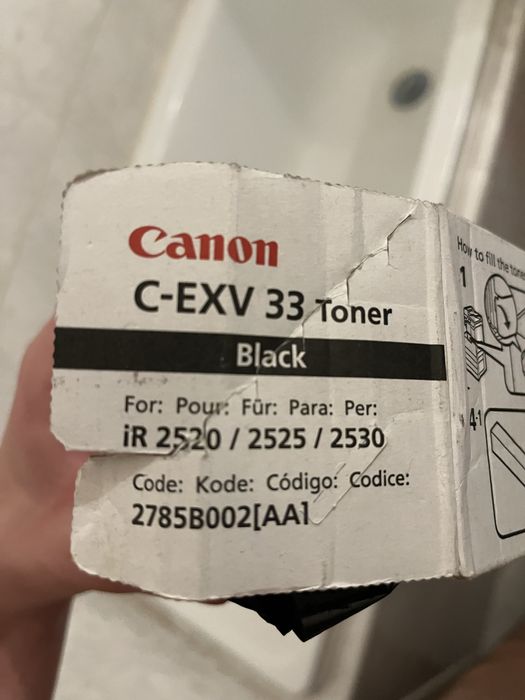 Canon
C-EXV 33 Toner
Black
For: Pour: Für: Para: Per:
iR 2520 / 2525 / 2530
Code: Kode: Código: Codice:
2785B002[AA]
How to fill the toner
1
4-1